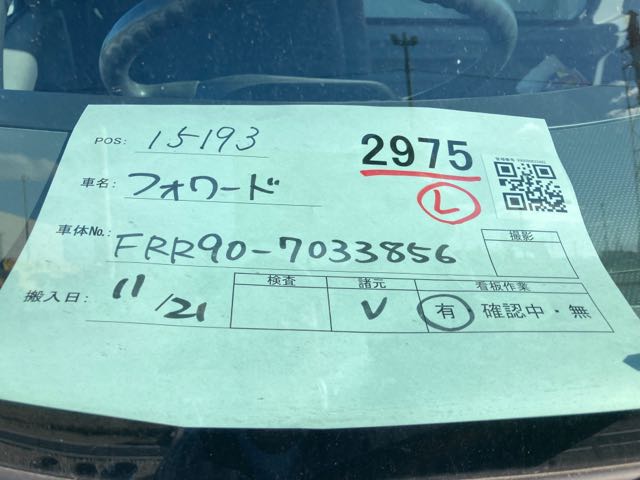 POS: 15193
2975
車名: フォワード
L
車体No. FRR90-7033856
撮影
搬入日: 11/21
検査 諸元 看板作業
V 有・確認中・無